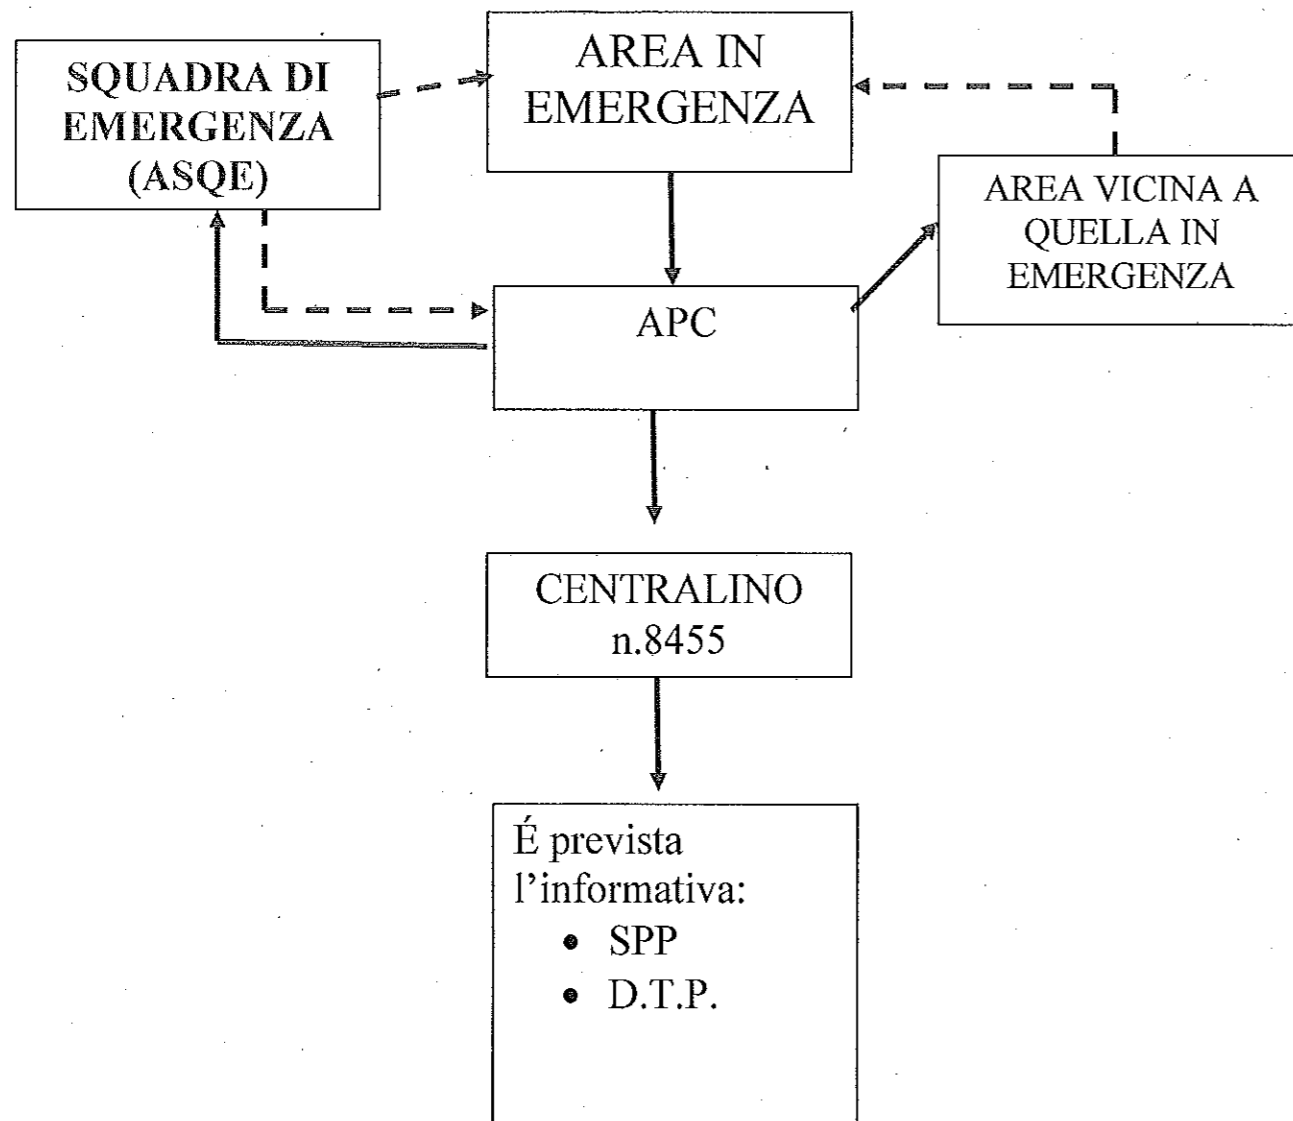 SQUADRA DI
EMERGENZA
(ASQE)
AREA IN
EMERGENZA
AREA VICINA A
QUELLA IN
EMERGENZA
APC
CENTRALINO
n.8455
É prevista
l’informativa:
• SPP
• D.T.P.